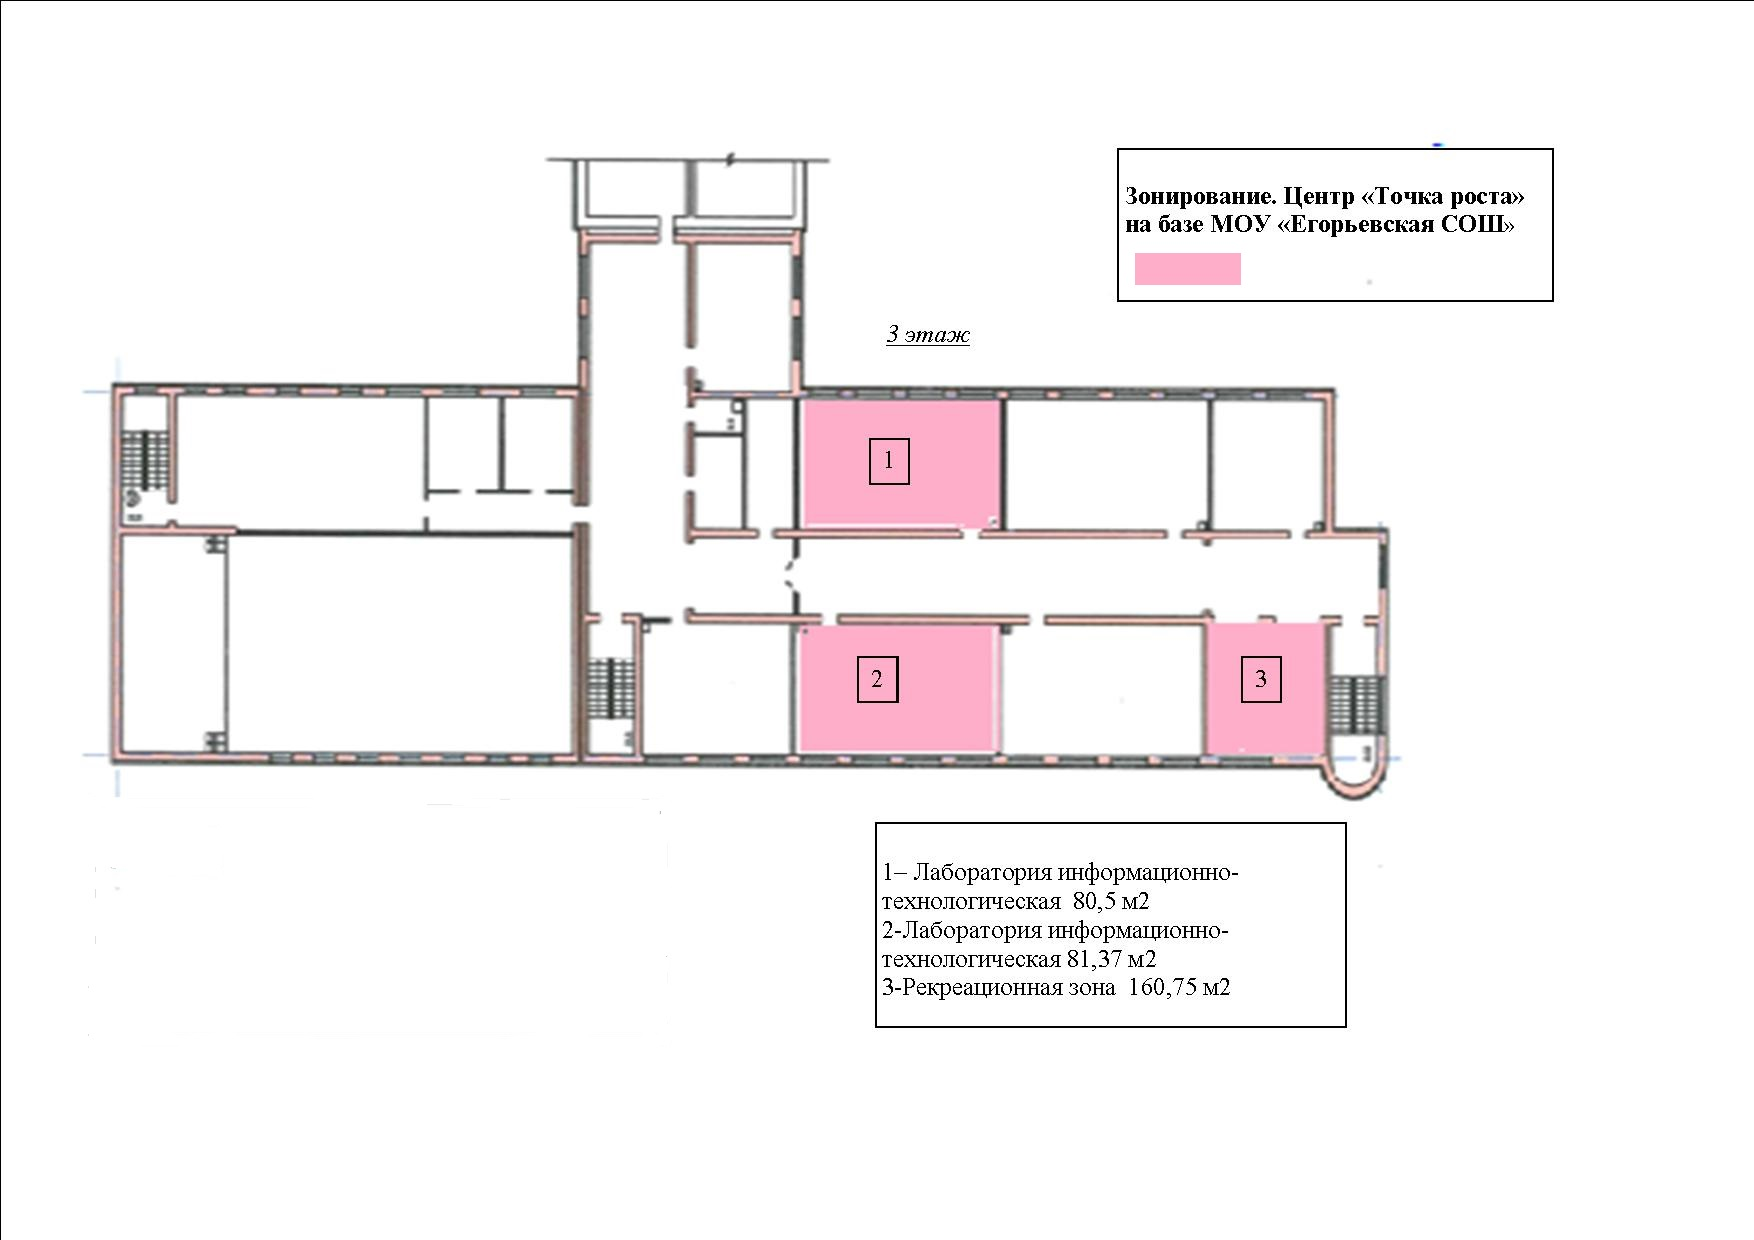 Зонирование. Центр «Точка роста»
на базе МОУ «Егорьевская СОШ»
3 этаж
1
2
3
1– Лаборатория информационно-
технологическая 80,5 м2
2-Лаборатория информационно-
технологическая 81,37 м2
3-Рекреационная зона 160,75 м2